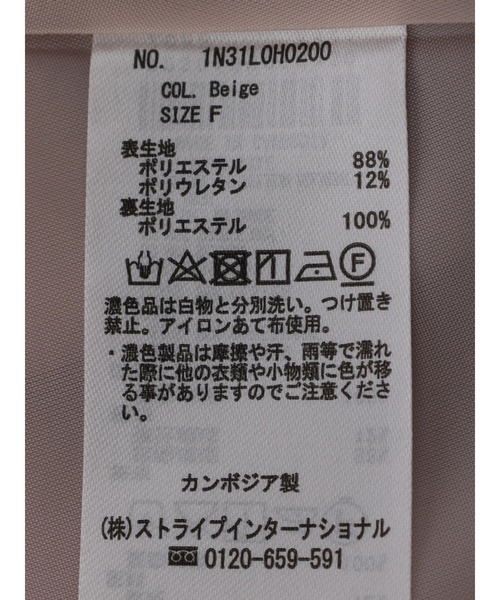 NO. 1N31L0H0200
COL. Beige
SIZE F
表生地
ポリエステル 88%
ポリウレタン 12%
裏生地
ポリエステル 100%
F
濃色品は白物と分別洗い。つけ置き
禁止。アイロンあて布使用。
・濃色製品は摩擦や汗、雨等で濡れ
た際に他の衣類や小物類に色が移
る事がありますのでご注意くださ
い。
カンボジア製
(株)ストライプインターナショナル
0120-659-591